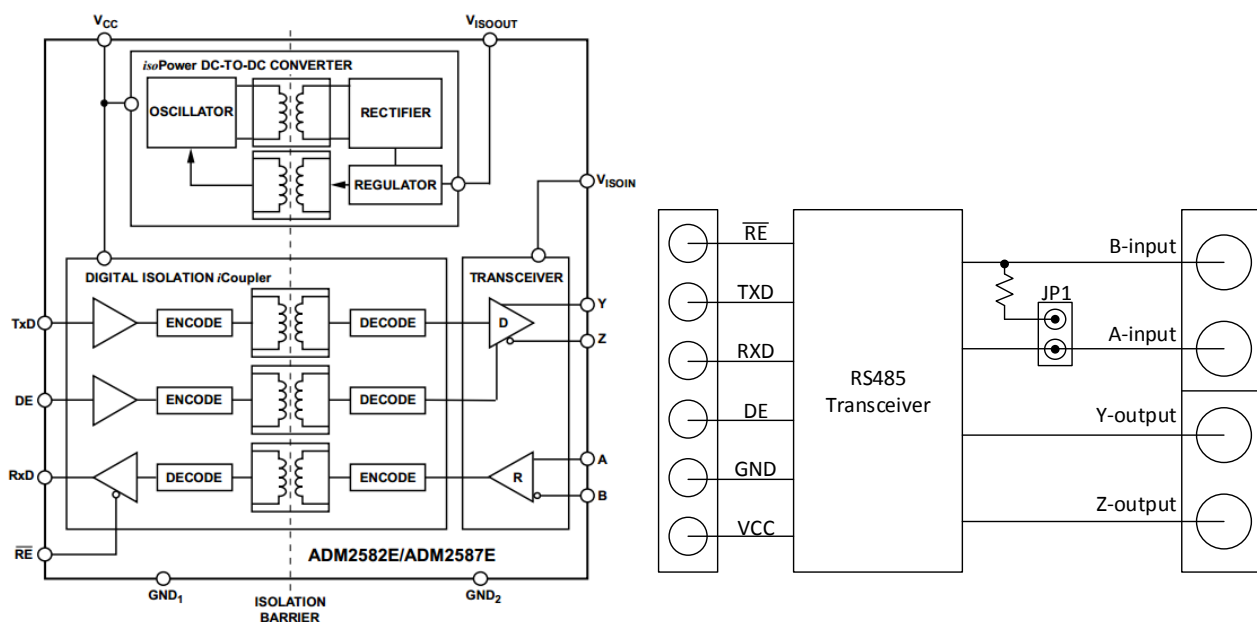 VCC
VISOOUT
isoPower DC-TO-DC CONVERTER
OSCILLATOR
RECTIFIER
REGULATOR
VISOIN
DIGITAL ISOLATION iCoupler
TRANSCEIVER
TxD
ENCODE
DECODE
D
Y
Z
DE
ENCODE
DECODE
RxD
DECODE
ENCODE
R
A
B
RE
ADM2582E/ADM2587E
GND1
ISOLATION
BARRIER
GND2
RE
TXD
RXD
DE
GND
VCC
RS485
Transceiver
B-input
JP1
A-input
Y-output
Z-output